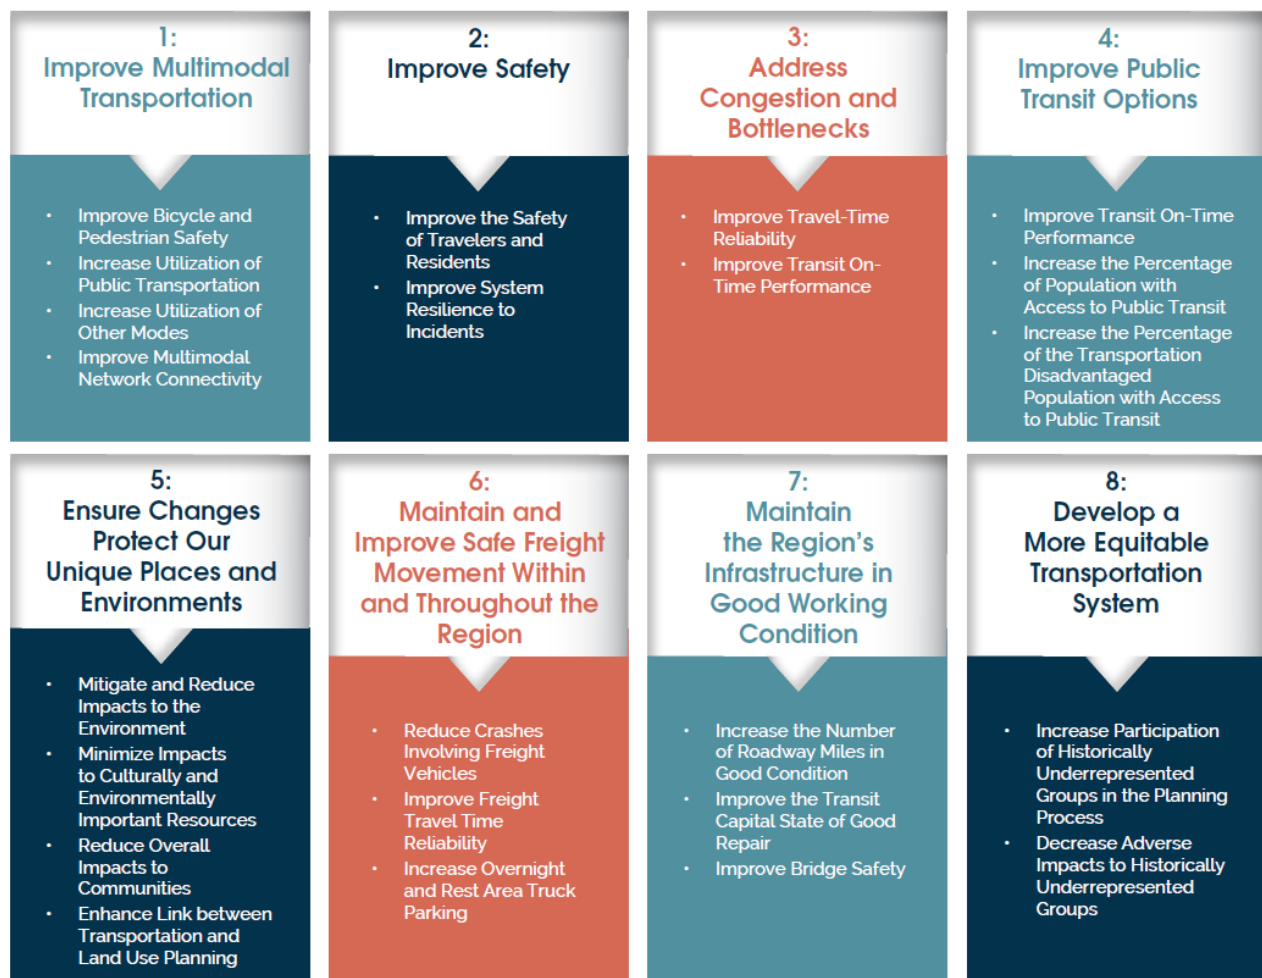 1:
Improve Multimodal
Transportation
• Improve Bicycle and
Pedestrian Safety
• Increase Utilization of
Public Transportation
• Increase Utilization of
Other Modes
• Improve Multimodal
Network Connectivity
2:
Improve Safety
• Improve the Safety
of Travelers and
Residents
• Improve System
Resilience to
Incidents
3:
Address
Congestion and
Bottlenecks
• Improve Travel-Time
Reliability
• Improve Transit On-
Time Performance
4:
Improve Public
Transit Options
• Improve Transit On-Time
Performance
• Increase the Percentage
of Population with
Access to Public Transit
• Increase the Percentage
of the Transportation
Disadvantaged
Population with Access
to Public Transit
5:
Ensure Changes
Protect Our
Unique Places and
Environments
• Mitigate and Reduce
Impacts to the
Environment
• Minimize Impacts
to Culturally and
Environmentally
Important Resources
• Reduce Overall
Impacts to
Communities
• Enhance Link between
Transportation and
Land Use Planning
6:
Maintain and
Improve Safe Freight
Movement Within
and Throughout the
Region
• Reduce Crashes
Involving Freight
Vehicles
• Improve Freight
Travel Time
Reliability
• Increase Overnight
and Rest Area Truck
Parking
7:
Maintain
the Region's
Infrastructure in
Good Working
Condition
• Increase the Number
of Roadway Miles in
Good Condition
• Improve the Transit
Capital State of Good
Repair
• Improve Bridge Safety
8:
Develop a
More Equitable
Transportation
System
• Increase Participation
of Historically
Underrepresented
Groups in the Planning
Process
• Decrease Adverse
Impacts to Historically
Underrepresented
Groups